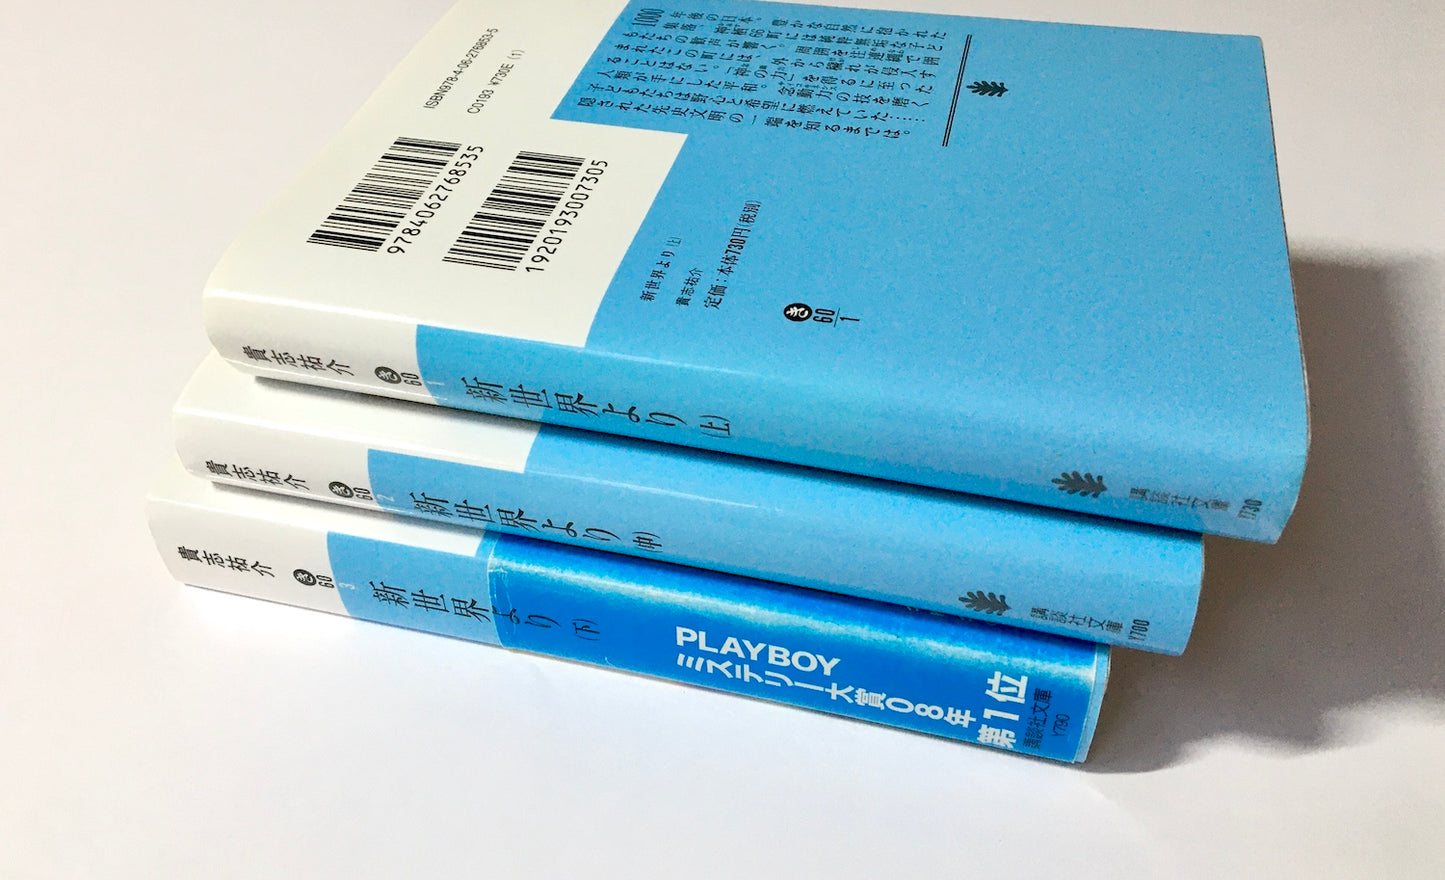 1000年後の日本。豊かな自然に抱かれた
集落、神栖66町には純粋無垢な子ど
もたちの歓声が響く。周囲を注連縄で囲
まれたこの町には、外から穢れが侵入す
ることはない。「神の力」を得るに至った
人類が手にした平和。念動力の技を磨く
子どもたちは野心と希望に燃えていた……
隠された先史文明の一端を知るまでは。
ISBN978-4-06-276853-5
C0193 ¥730E (1)
9784062768535
1920193007305
新世界より(上)
貴志祐介
定価:本体730円(税別)
き
60
1
貴志祐介 き60 1 新世界より(上) 講談社文庫 ¥730
貴志祐介 き60 2 新世界より(中) 講談社文庫 ¥700
貴志祐介 き60 3 新世界より(下) 講談社文庫 ¥790
PLAYBOY
ミステリー大賞08年
第1位